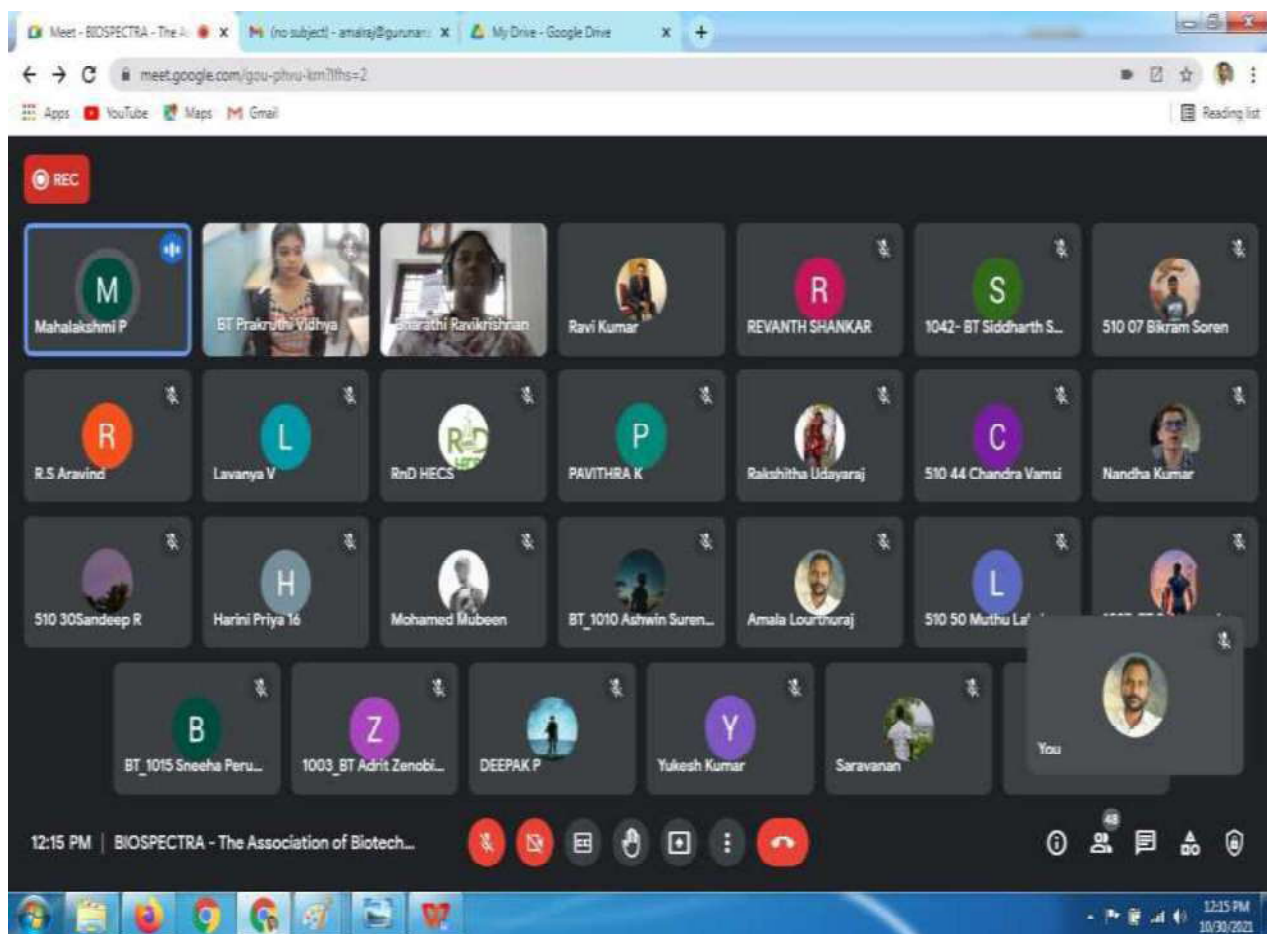 Meet - BIOSPECTRA - The A
(no subject) - amalraj@gurunan
My Drive - Google Drive
meet.google.com/gou-phvu-km?hs=2
Apps YouTube Maps Gmail
Reading list
REC
M
R
S
Mahalakshmi P
BT Prakruthi Vidhya
Bharathi Ravikrishnan
Ravi Kumar
REVANTH SHANKAR
1042- BT Siddharth S...
510 07 Bikram Soren
R
L
RnD
HECS
P
C
R.S Aravind
Lavanya V
RnD HECS
PAVITHRA K
Rakshitha Udayaraj
510 44 Chandra Vamsi
Nandha Kumar
H
L
510 30Sandeep R
Harini Priya 16
Mohamed Mubeen
BT_1010 Ashwin Suren...
Amala Lourthuraj
510 50 Muthu
B
Z
Y
BT_1015 Sneeha Peru...
1003_BT Adrit Zenobi...
DEEPAK P
Yukesh Kumar
Saravanan
You
12:15 PM | BIOSPECTRA - The Association of Biotech...
48
12:15 PM
10/30/2021